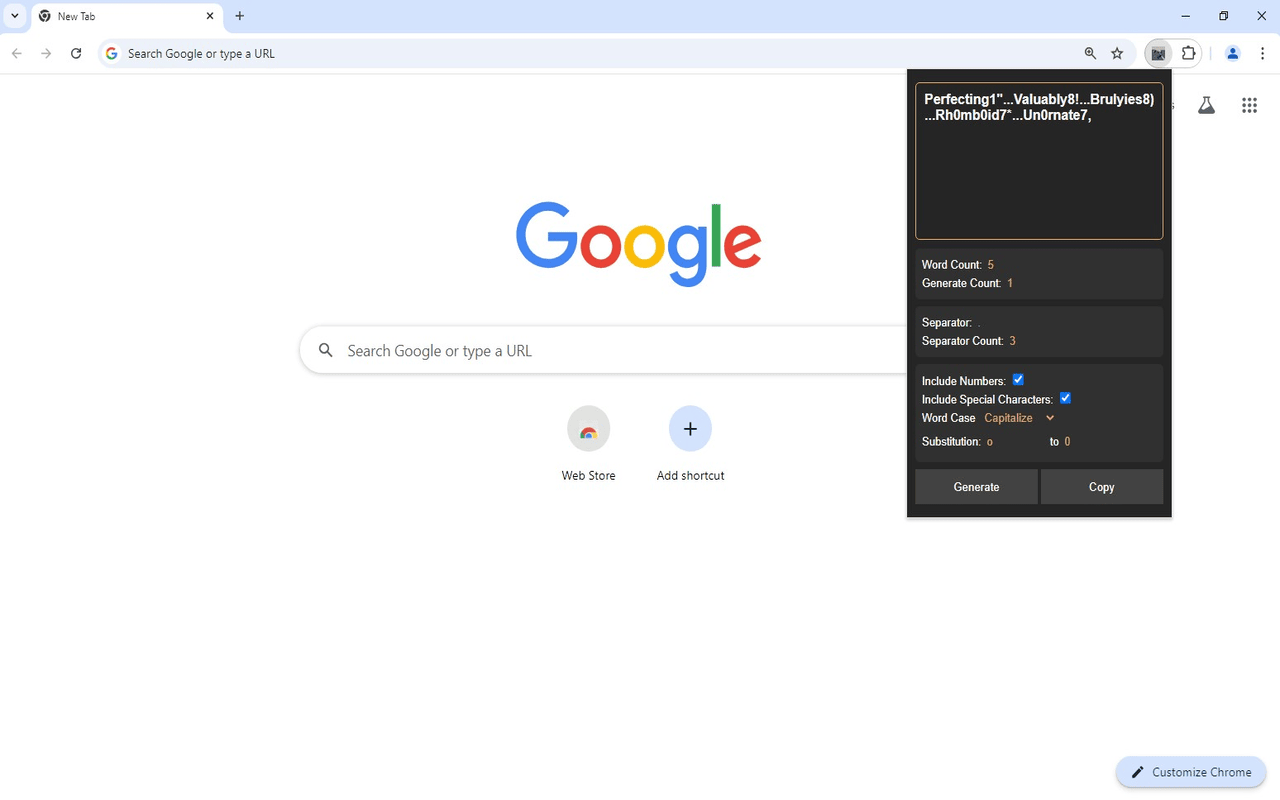 New Tab
Search Google or type a URL
Perfecting1"...Valuably8!...Brulyies8)
...Rh0mb0id7*...Un0rnate7,
Google
Word Count: 5
Generate Count: 1
Separator: .
Separator Count: 3
Search Google or type a URL
Include Numbers:
Include Special Characters:
Word Case Capitalize
Substitution: o to 0
Web Store
Add shortcut
Generate
Copy
Customize Chrome